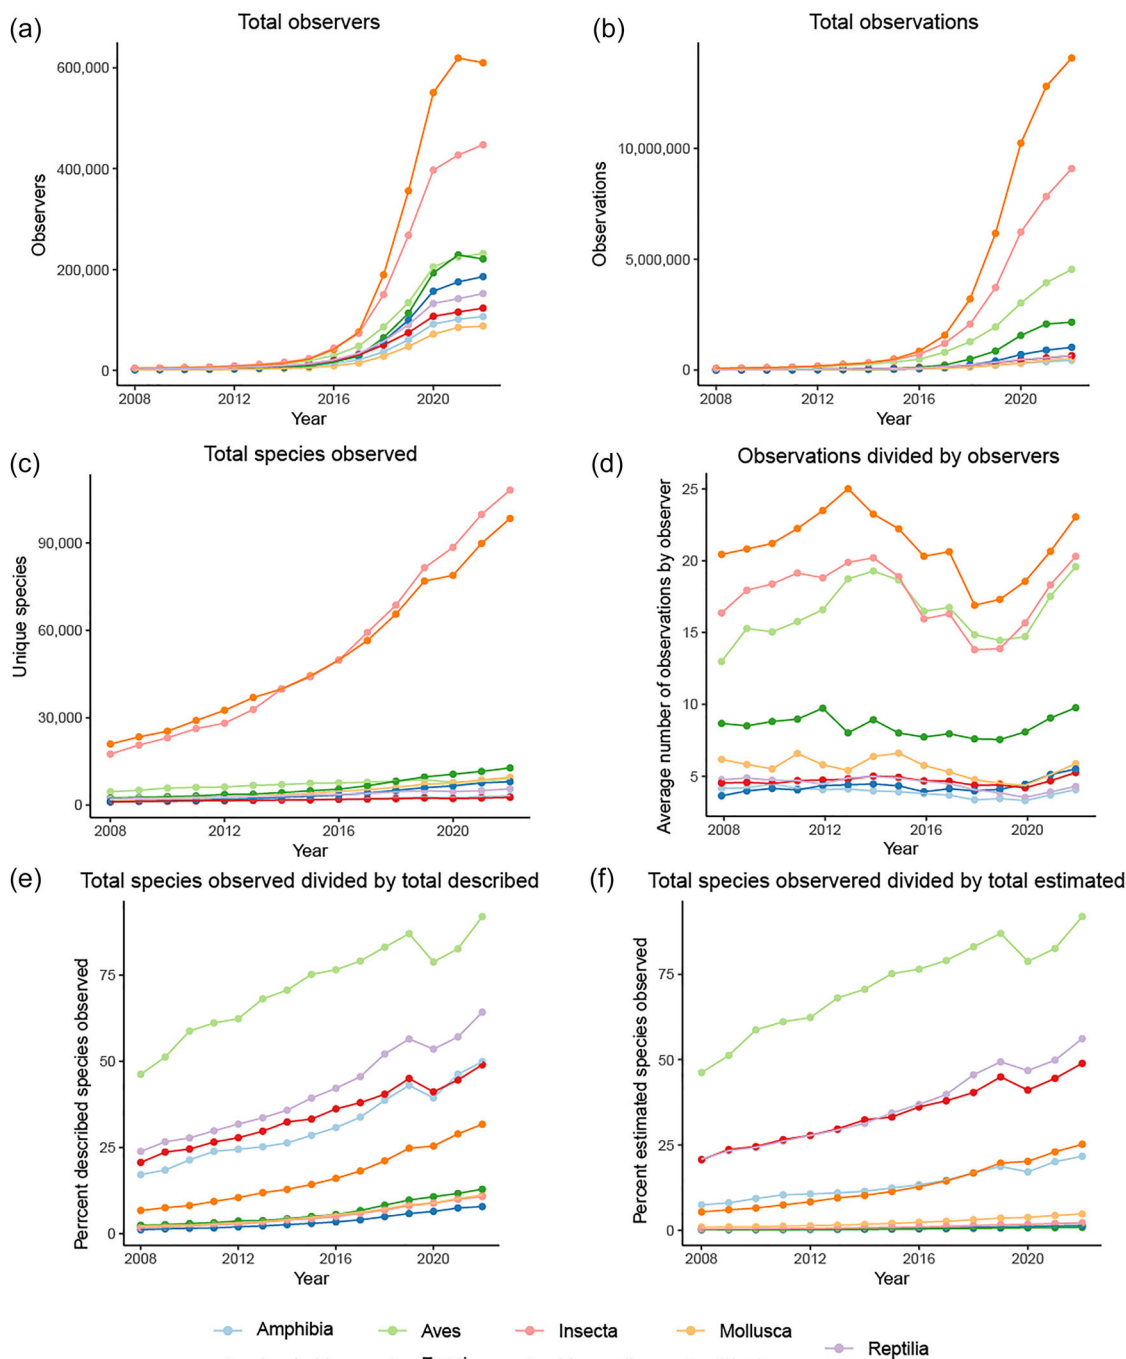 (a)
Total observers
600,000
400,000
200,000
0
Observers
2008
2012
2016
2020
Year
(b)
Total observations
10,000,000
5,000,000
0
Observations
2008
2012
2016
2020
Year
(c)
Total species observed
90,000
60,000
30,000
0
Unique species
2008
2012
2016
2020
Year
(d)
Observations divided by observers
25
20
15
10
5
Average number of observations by observer
2008
2012
2016
2020
Year
(e)
Total species observed divided by total described
75
50
25
0
Perrcent described species observed
2008
2012
2016
2020
Year
(f)
Total species observered divided by total estimated
75
50
25
0
Percent estimated species observed
2008
2012
2016
2020
Year
Amphibia
Aves
Insecta
Mollusca
Reptilia